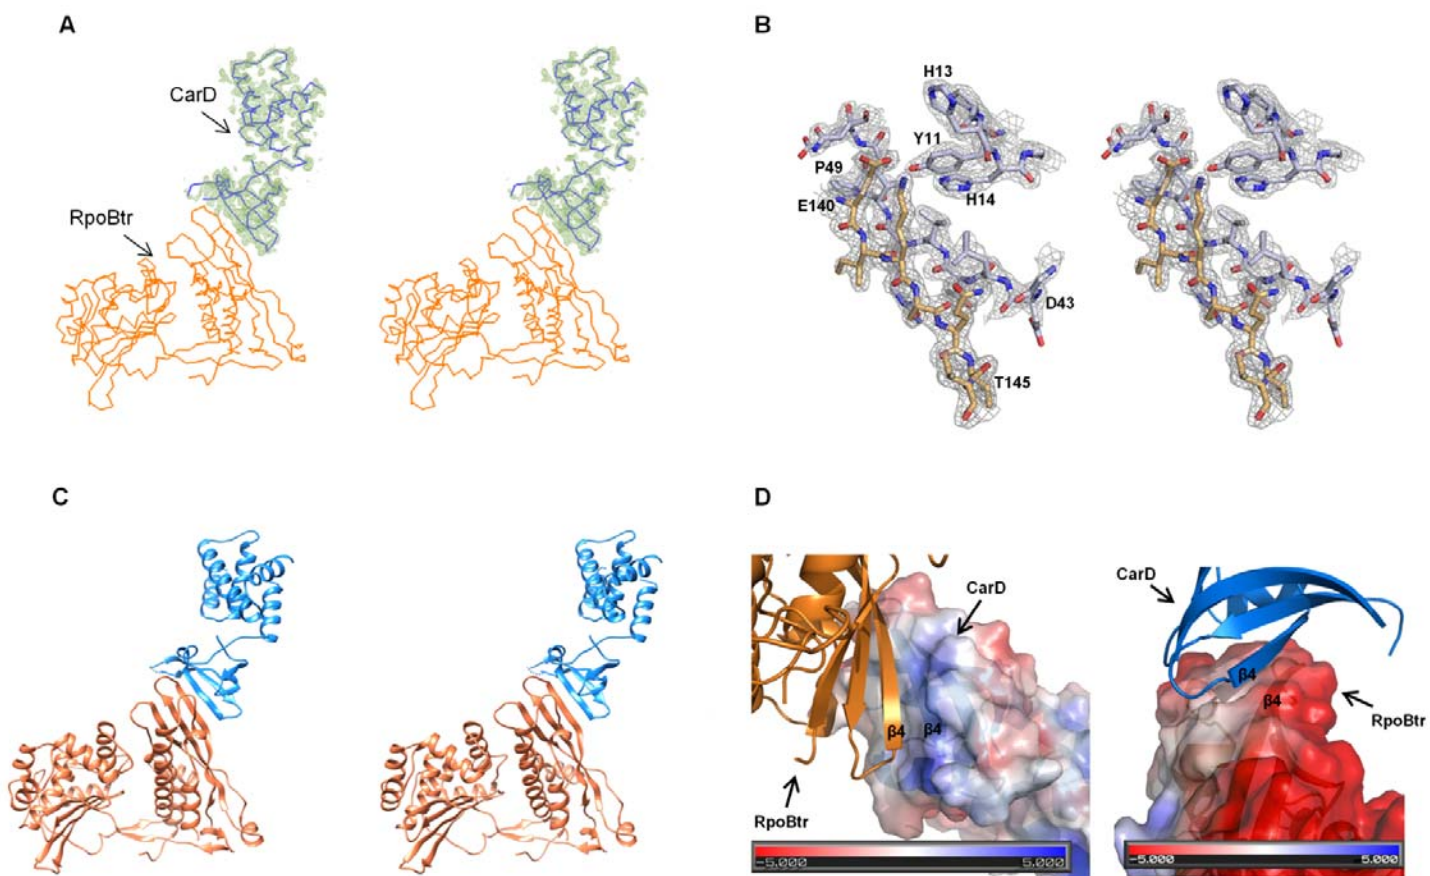 A
B
CarD
RpoBtr
H13
Y11
P49
H14
E140
D43
T145
C
D
CarD
β4
β4
RpoBtr
-5.000
5.000
CarD
β4
β4
RpoBtr
-5.000
5.000